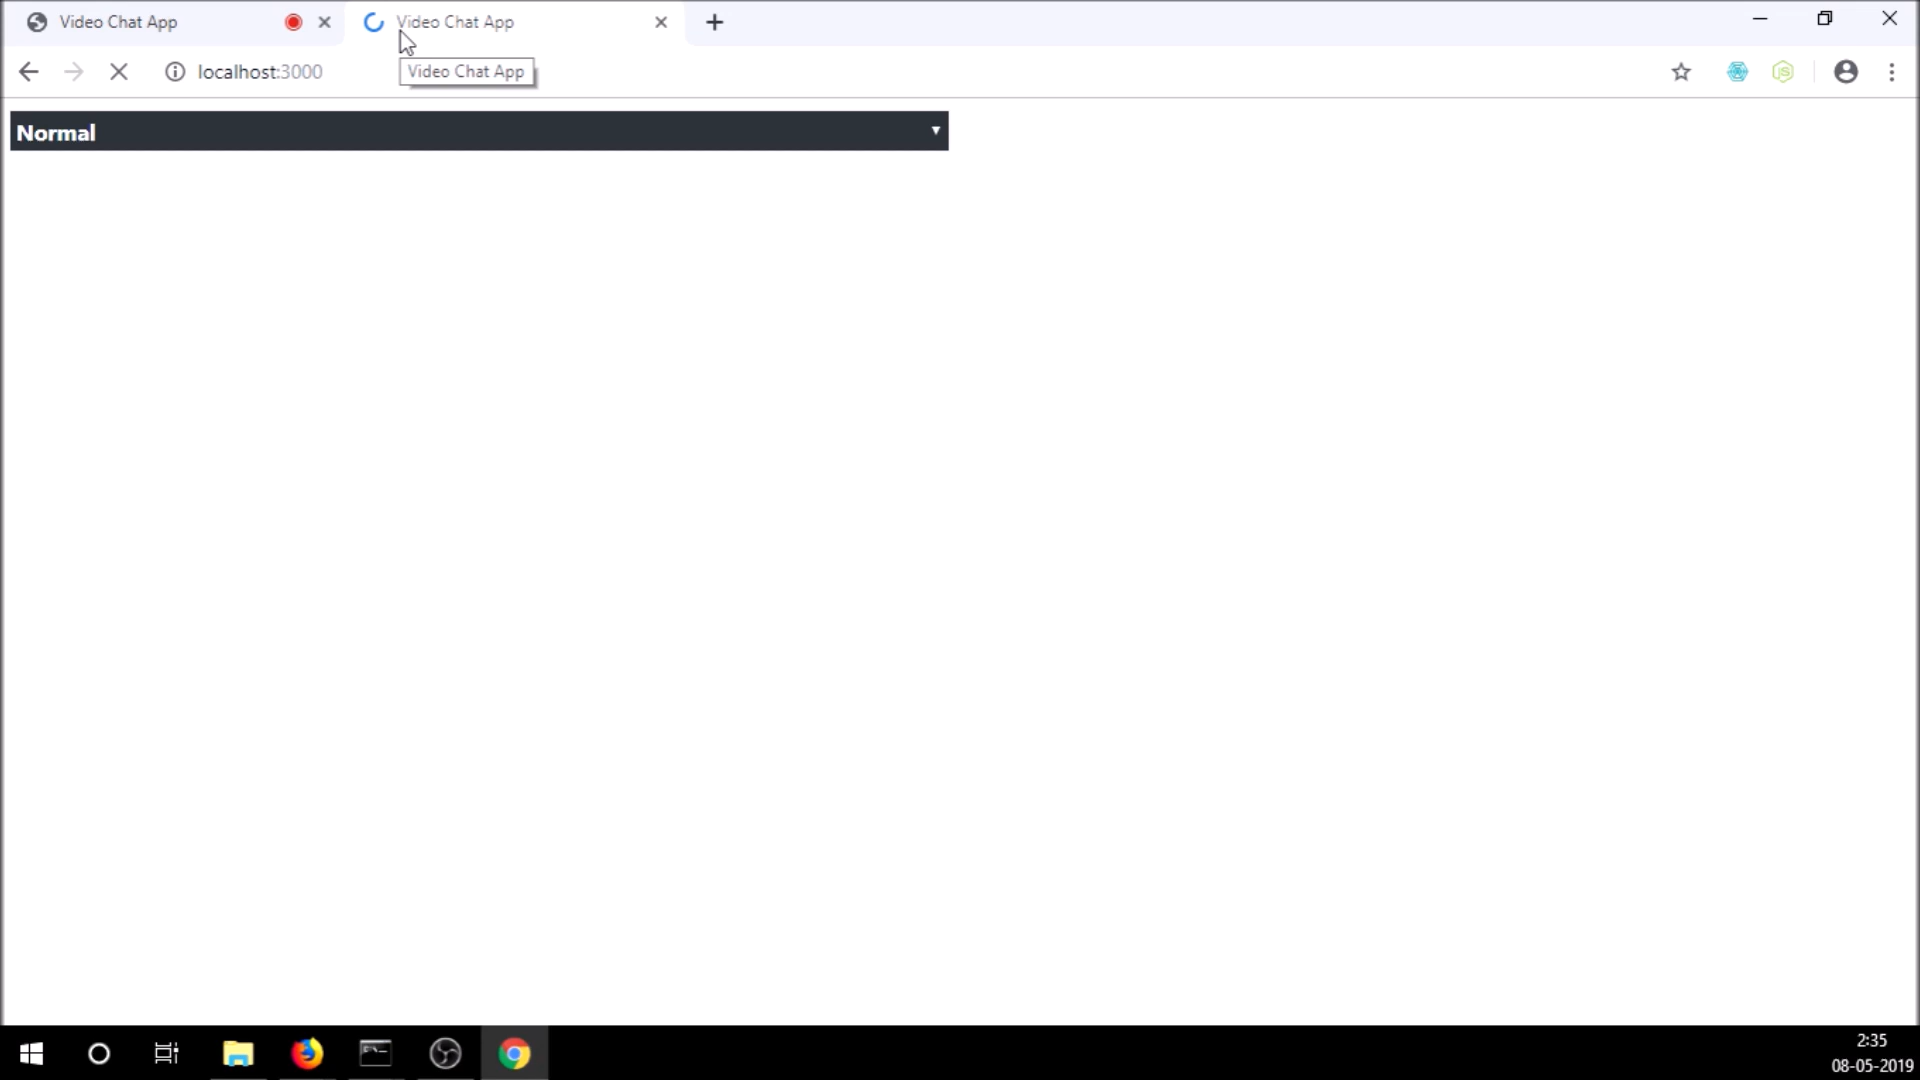 Video Chat App
Video Chat App
localhost:3000
Video Chat App
Normal
2:35
08-05-2019